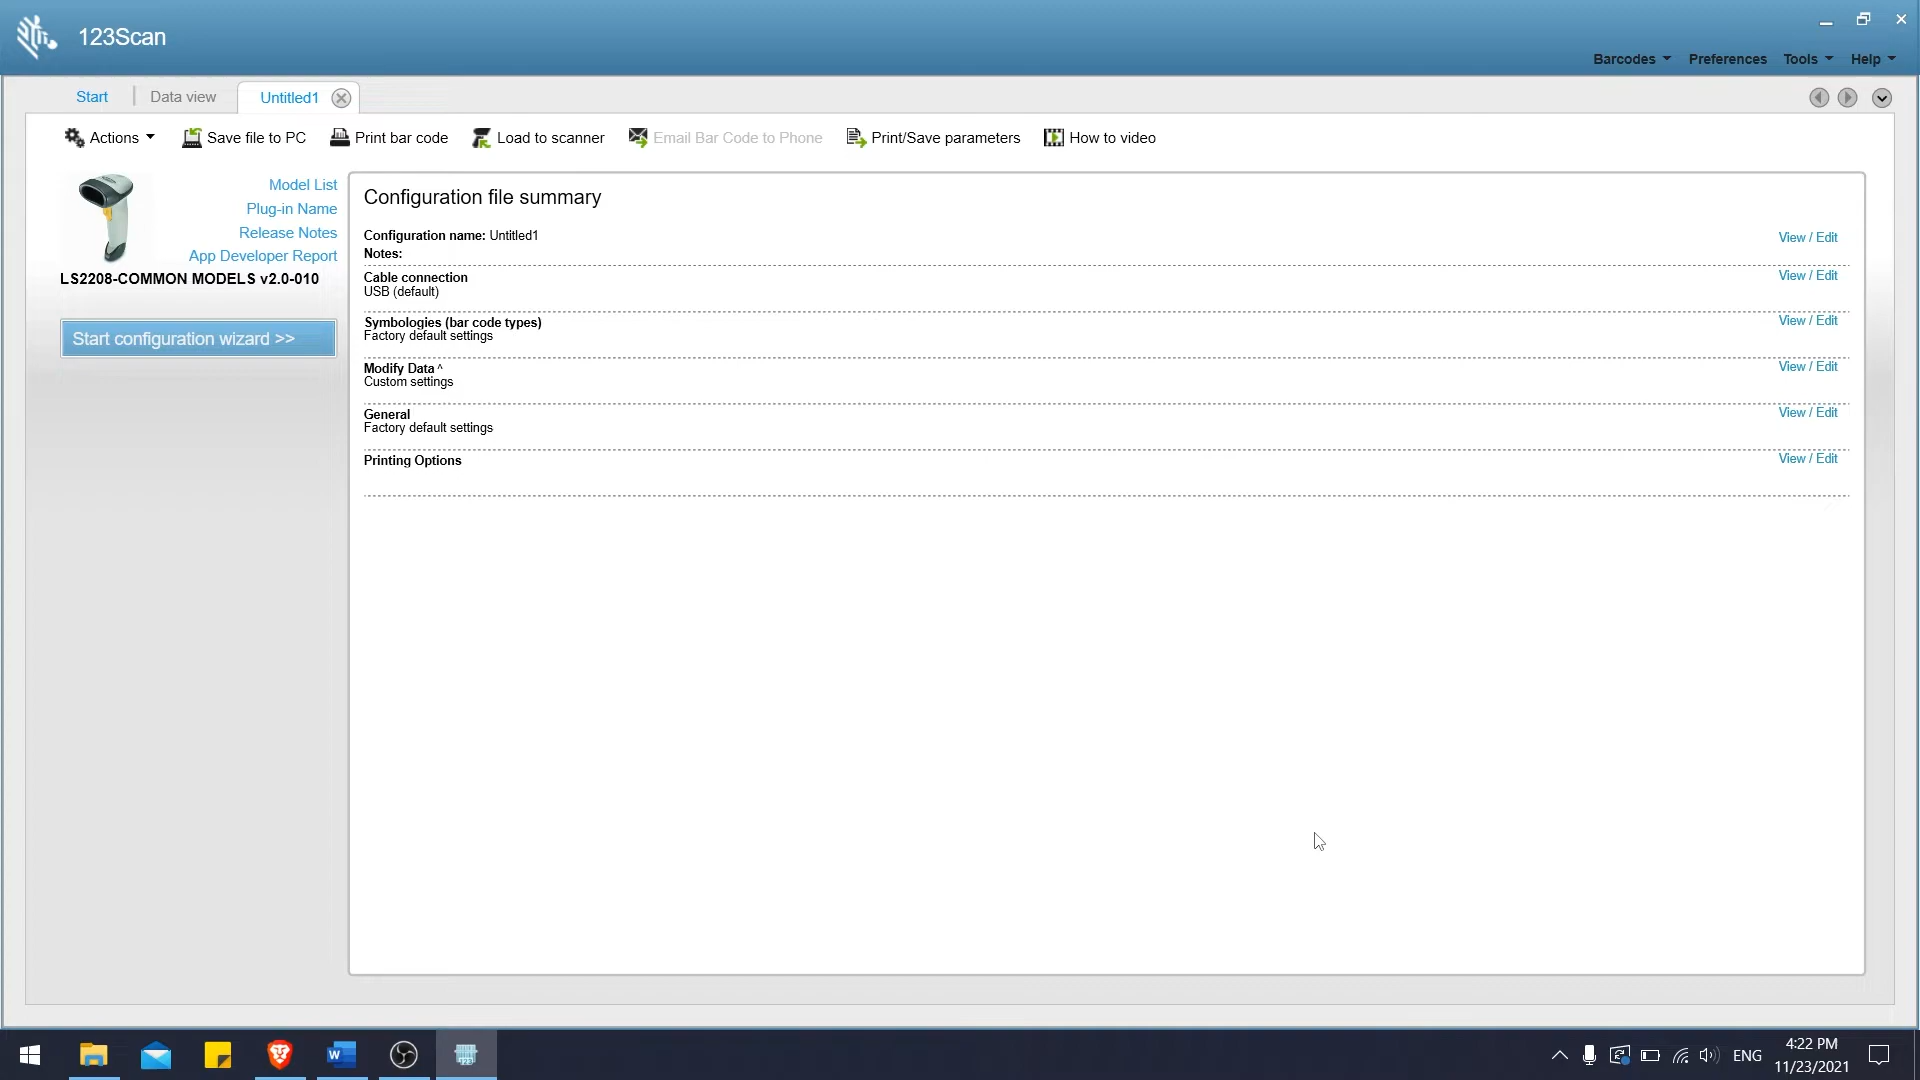 123Scan
Barcodes Preferences Tools Help
Start Data view Untitled1
Actions Save file to PC Print bar code Load to scanner Email Bar Code to Phone Print/Save parameters How to video
Model List
Plug-in Name
Release Notes
App Developer Report
LS2208-COMMON MODELS v2.0-010
Start configuration wizard >>
Configuration file summary
Configuration name: Untitled1 View / Edit
Notes:
Cable connection View / Edit
USB (default)
Symbologies (bar code types) View / Edit
Factory default settings
Modify Data ^ View / Edit
Custom settings
General View / Edit
Factory default settings
Printing Options View / Edit
W 123 ENG 4:22 PM
11/23/2021